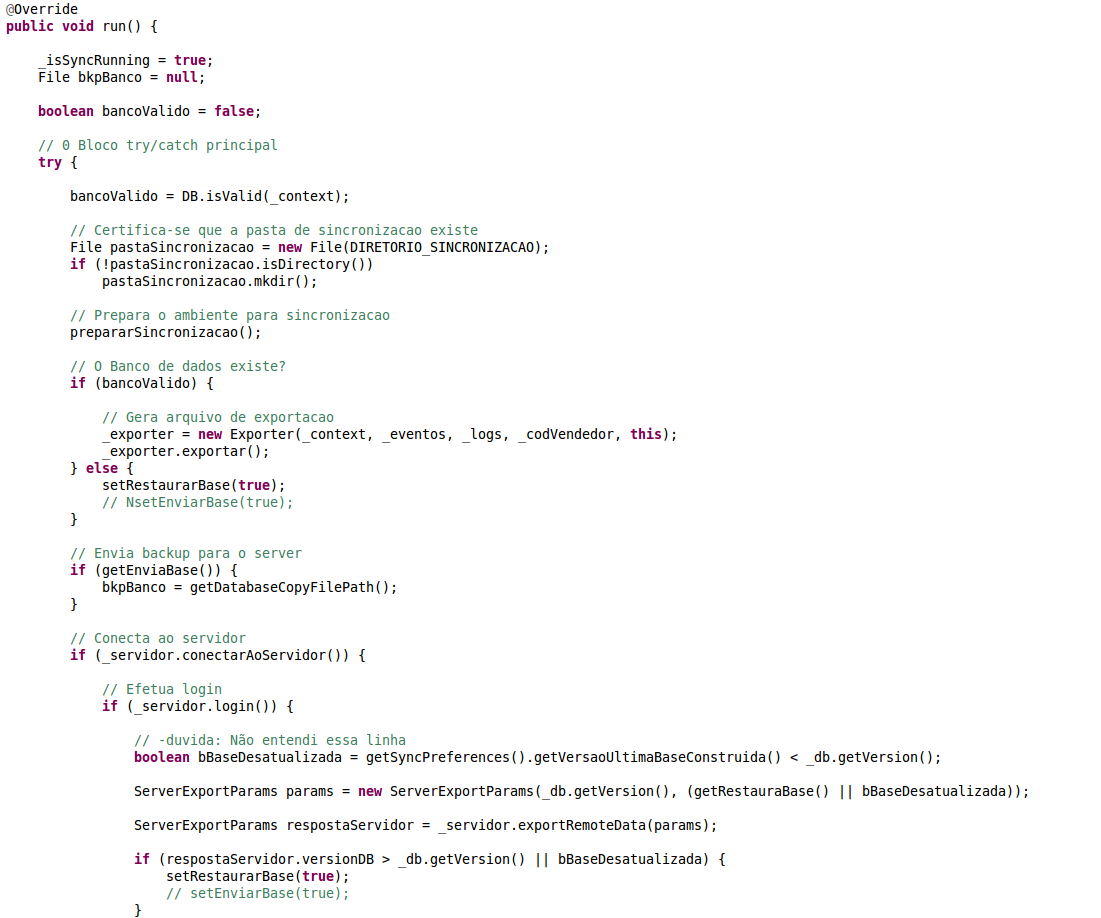 @Override
public void run() {
_isSyncRunning = true;
File bkpBanco = null;
boolean bancoValido = false;
// 0 Bloco try/catch principal
try {
bancoValido = DB.isValid(_context);
// Certifica-se que a pasta de sincronizacao existe
File pastaSincronizacao = new File(DIRETORIO_SINCRONIZACAO);
if (!pastaSincronizacao.isDirectory())
pastaSincronizacao.mkdir();
// Prepara o ambiente para sincronizacao
prepararSincronizacao();
// O Banco de dados existe?
if (bancoValido) {
// Gera arquivo de exportacao
_exporter = new Exporter(_context, _eventos, _logs, _codVendedor, this);
_exporter.exportar();
} else {
setRestaurarBase(true);
// NsetEnviarBase(true);
}
// Envia backup para o server
if (getEnviaBase()) {
bkpBanco = getDatabaseCopyFilePath();
}
// Conecta ao servidor
if (_servidor.conectarAoServidor()) {
// Efetua login
if (_servidor.login()) {
// -duvida: Não entendi essa linha
boolean bBaseDesatualizada = getSyncPreferences().getVersaoUltimaBaseConstruida() < _db.getVersion();
ServerExportParams params = new ServerExportParams(_db.getVersion(), (getRestauraBase() || bBaseDesatualizada));
ServerExportParams respostaServidor = _servidor.exportRemoteData(params);
if (respostaServidor.versionDB > _db.getVersion() || bBaseDesatualizada) {
setRestaurarBase(true);
// setEnviarBase(true);
}